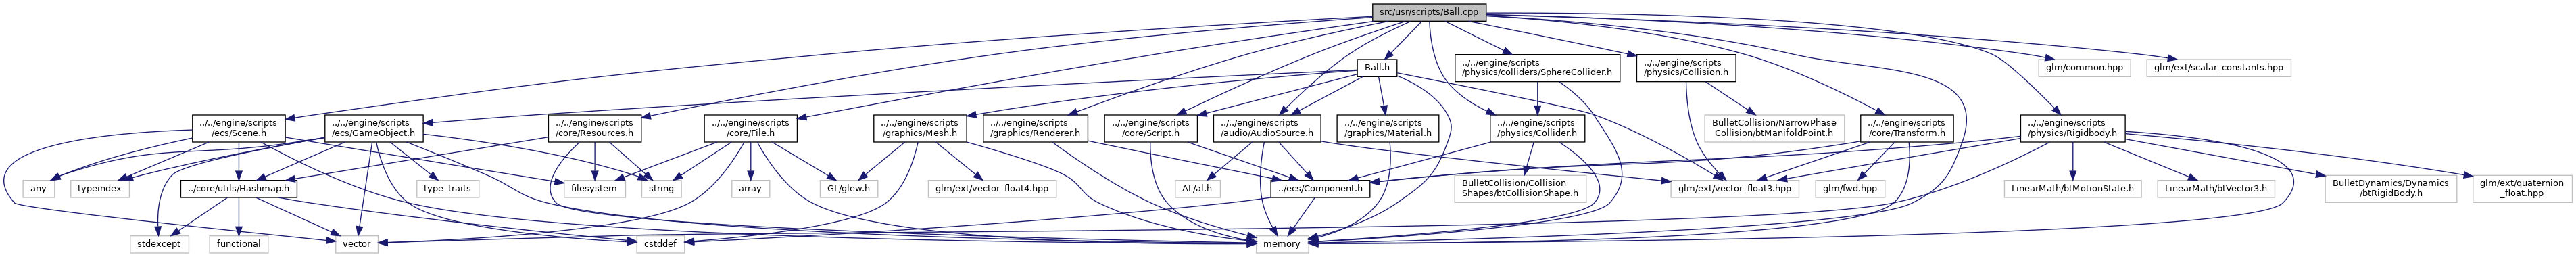 src/usr/scripts/Ball.cpp
Ball.h
../../engine/scripts
/physics/colliders/SphereCollider.h
../../engine/scripts
/physics/Collision.h
glm/common.hpp
glm/ext/scalar_constants.hpp
../../engine/scripts
/ecs/Scene.h
../../engine/scripts
/ecs/GameObject.h
../../engine/scripts
/core/Resources.h
../../engine/scripts
/core/File.h
../../engine/scripts
/graphics/Mesh.h
../../engine/scripts
/graphics/Renderer.h
../../engine/scripts
/core/Script.h
../../engine/scripts
/audio/AudioSource.h
../../engine/scripts
/graphics/Material.h
../../engine/scripts
/physics/Collider.h
BulletCollision/NarrowPhase
Collision/btManifoldPoint.h
../../engine/scripts
/core/Transform.h
../../engine/scripts
/physics/Rigidbody.h
any
typeindex
../core/utils/Hashmap.h
type_traits
filesystem
string
array
GL/glew.h
glm/ext/vector_float4.hpp
AL/al.h
../ecs/Component.h
BulletCollision/Collision
Shapes/btCollisionShape.h
glm/ext/vector_float3.hpp
glm/fwd.hpp
LinearMath/btMotionState.h
LinearMath/btVector3.h
BulletDynamics/Dynamics
/btRigidBody.h
glm/ext/quaternion
_float.hpp
stdexcept
functional
vector
cstddef
memory